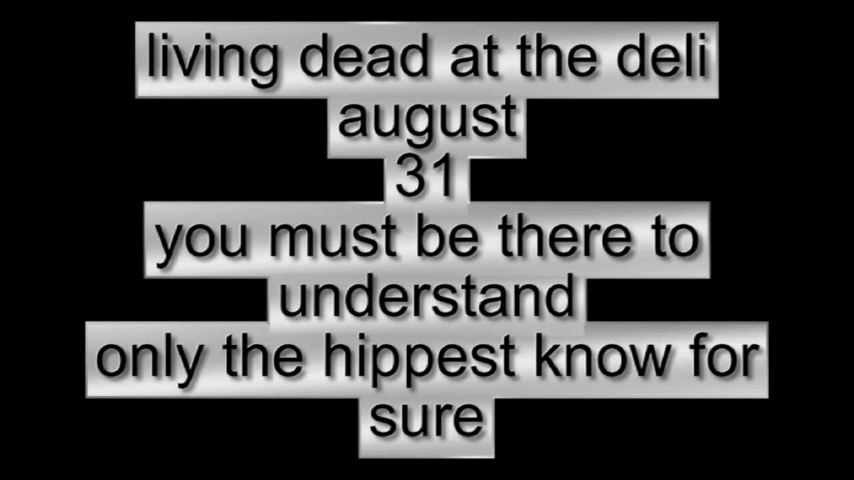 living dead at the deli
august
31
you must be there to
understand
only the hippest know for
sure